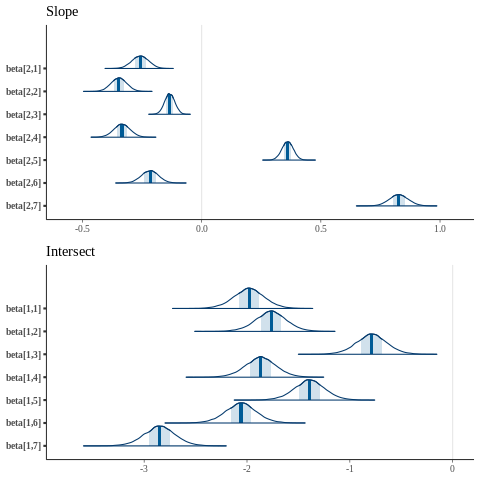 Slope
beta[2,1]
beta[2,2]
beta[2,3]
beta[2,4]
beta[2,5]
beta[2,6]
beta[2,7]
-0.5 0.0 0.5 1.0
Intersect
beta[1,1]
beta[1,2]
beta[1,3]
beta[1,4]
beta[1,5]
beta[1,6]
beta[1,7]
-3 -2 -1 0